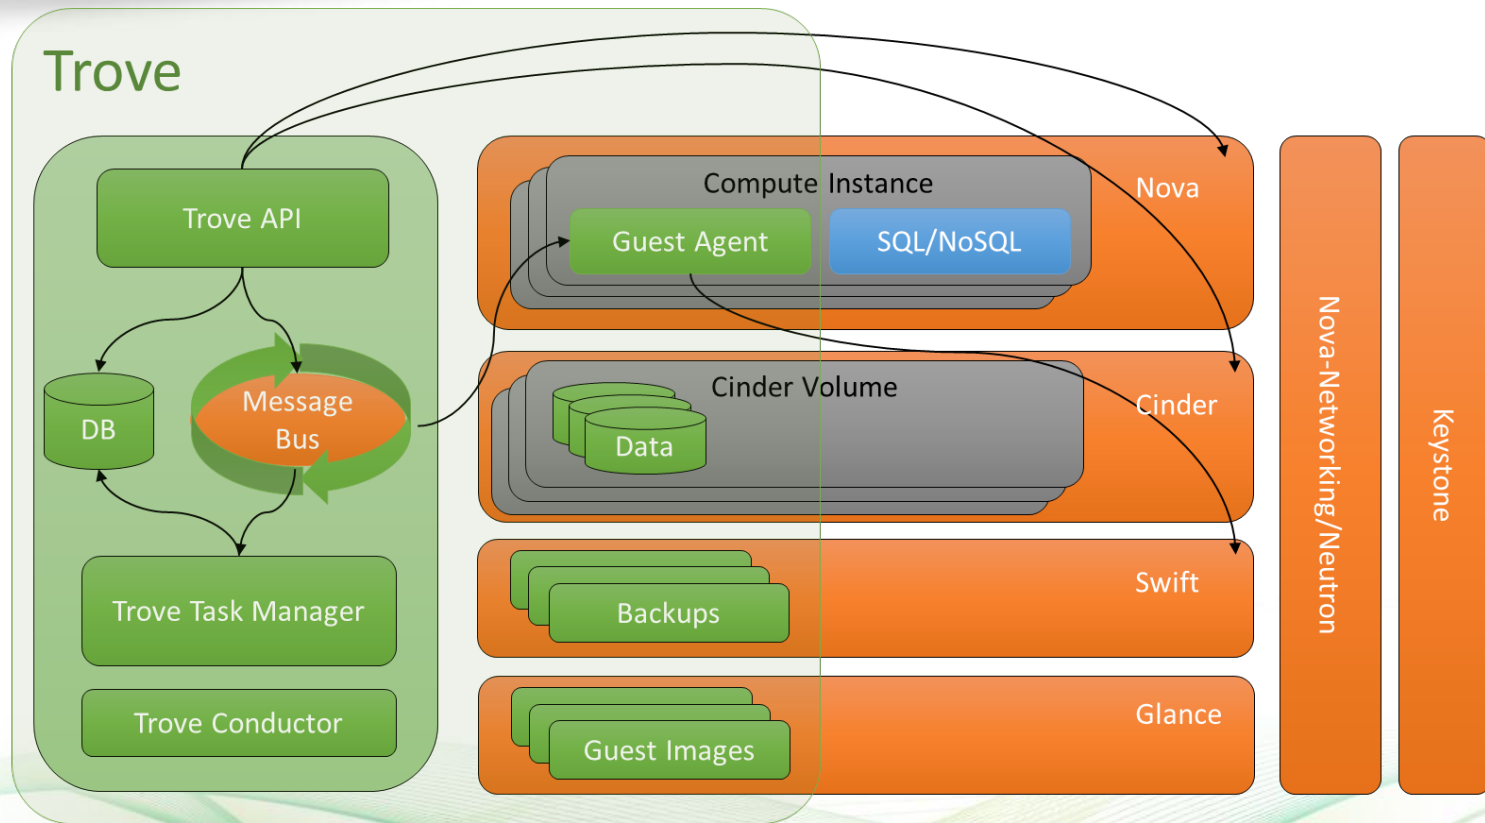 Trove
Trove API
DB
Message
Bus
Trove Task Manager
Trove Conductor
Compute Instance
Nova
Guest Agent
SQL/NoSQL
Cinder Volume
Cinder
Data
Swift
Backups
Glance
Guest Images
Nova-Networking/Neutron
Keystone